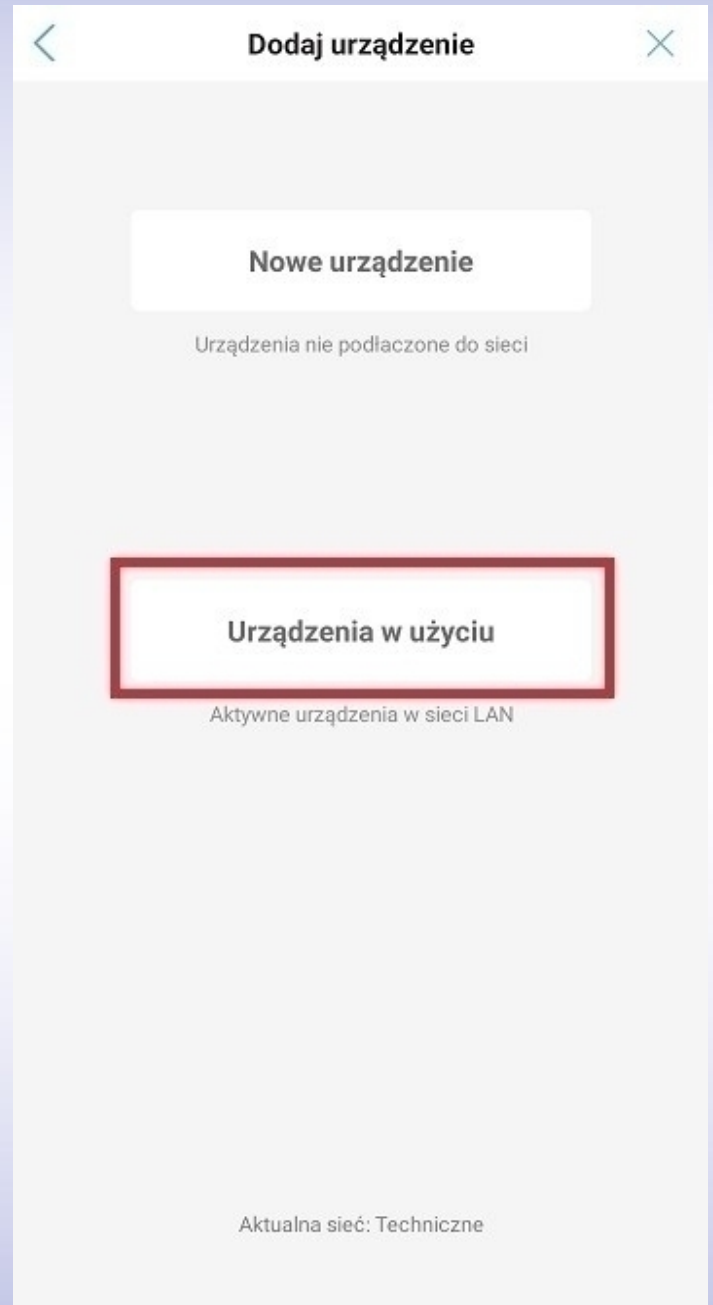 Dodaj urządzenie
Nowe urządzenie
Urządzenia nie podłaczone do sieci
Urządzenia w użyciu
Aktywne urządzenia w sieci LAN
Aktualna sieć: Techniczne